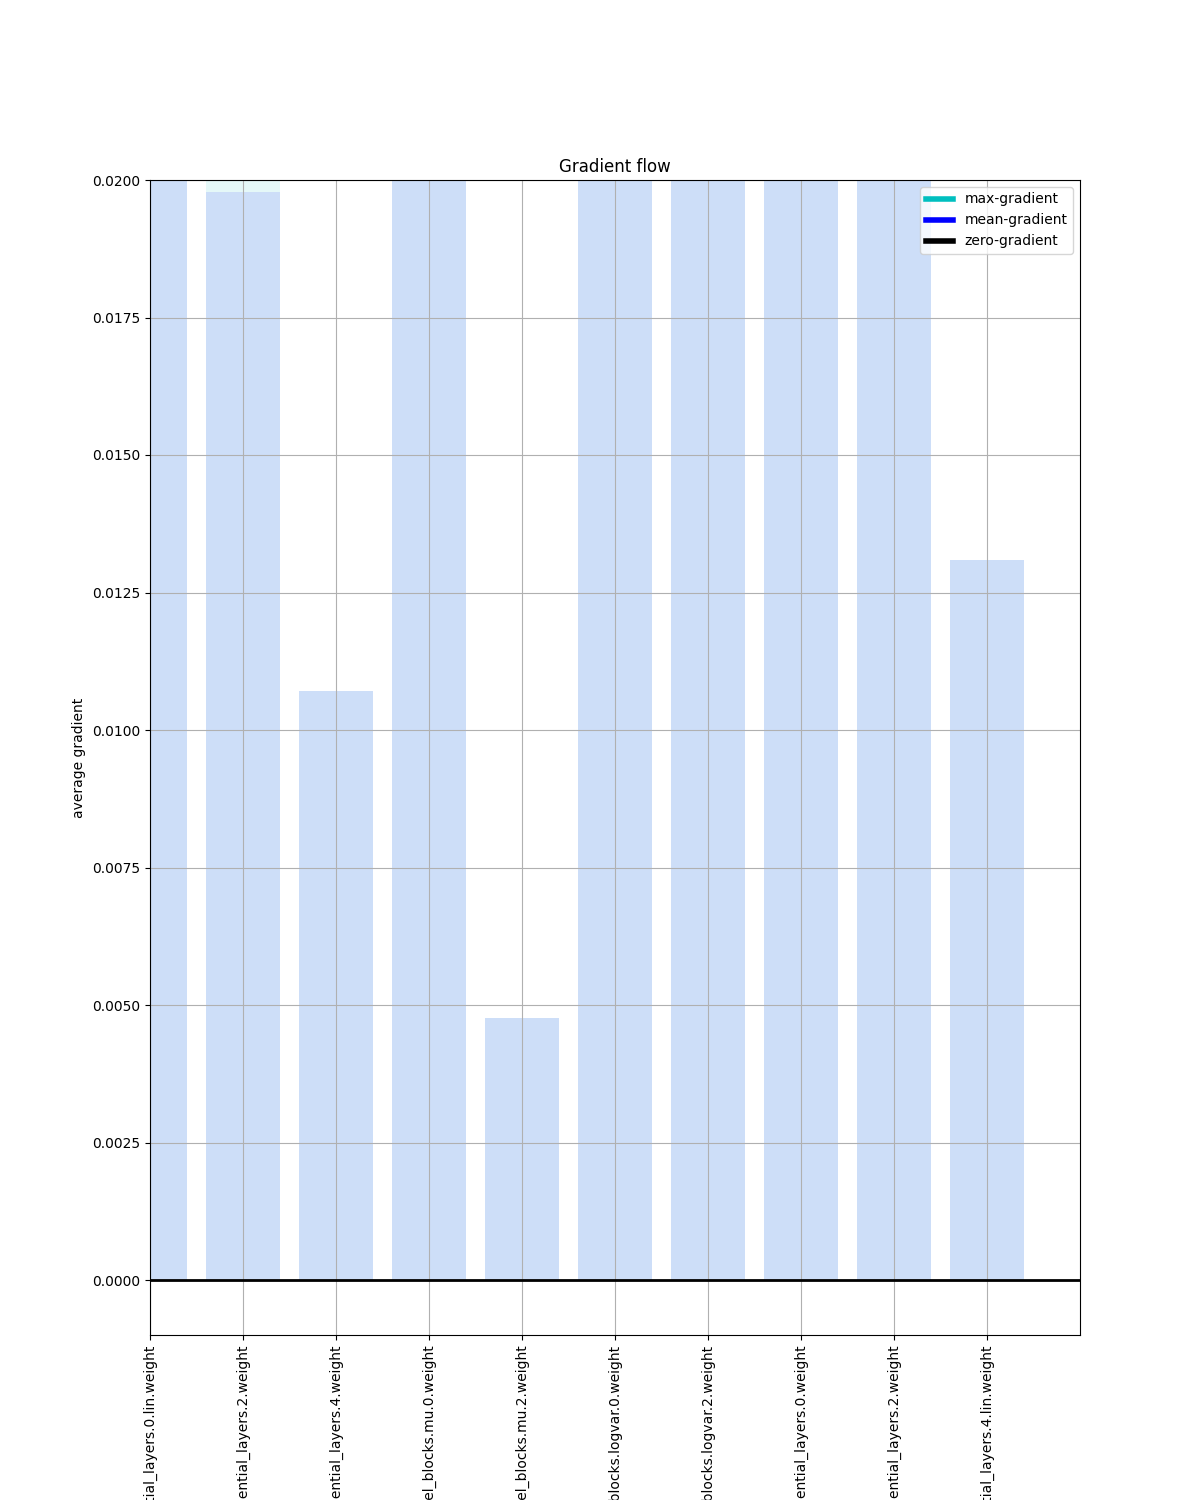 Gradient flow
max-gradient
mean-gradient
zero-gradient
0.0200
0.0175
0.0150
0.0125
0.0100
0.0075
0.0050
0.0025
0.0000
average gradient
tial_layers.0.lin.weight
ential_layers.2.weight
ential_layers.4.weight
el_blocks.mu.0.weight
el_blocks.mu.2.weight
blocks.logvar.0.weight
blocks.logvar.2.weight
ential_layers.0.weight
ential_layers.2.weight
tial_layers.4.lin.weight